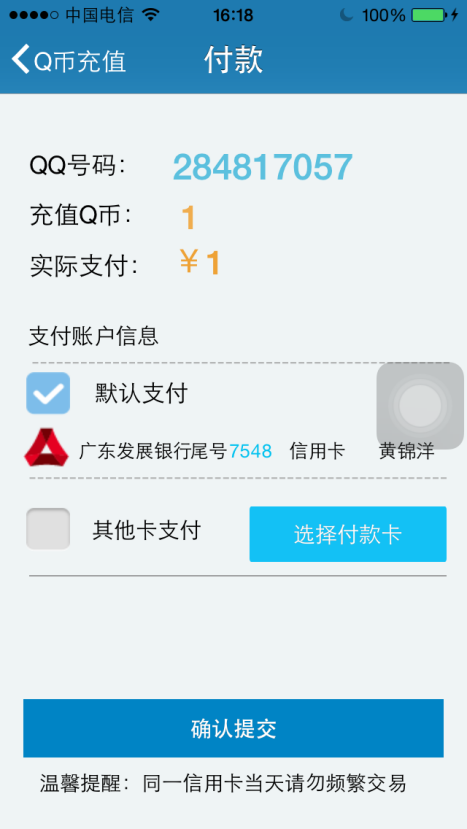 中国电信 16:18 100%
Q币充值 付款
QQ号码： 284817057
充值Q币： 1
实际支付： ￥1
支付账户信息
默认支付
广东发展银行尾号7548 信用卡 黄锦洋
其他卡支付 选择付款卡
确认提交
温馨提醒：同一信用卡当天请勿频繁交易